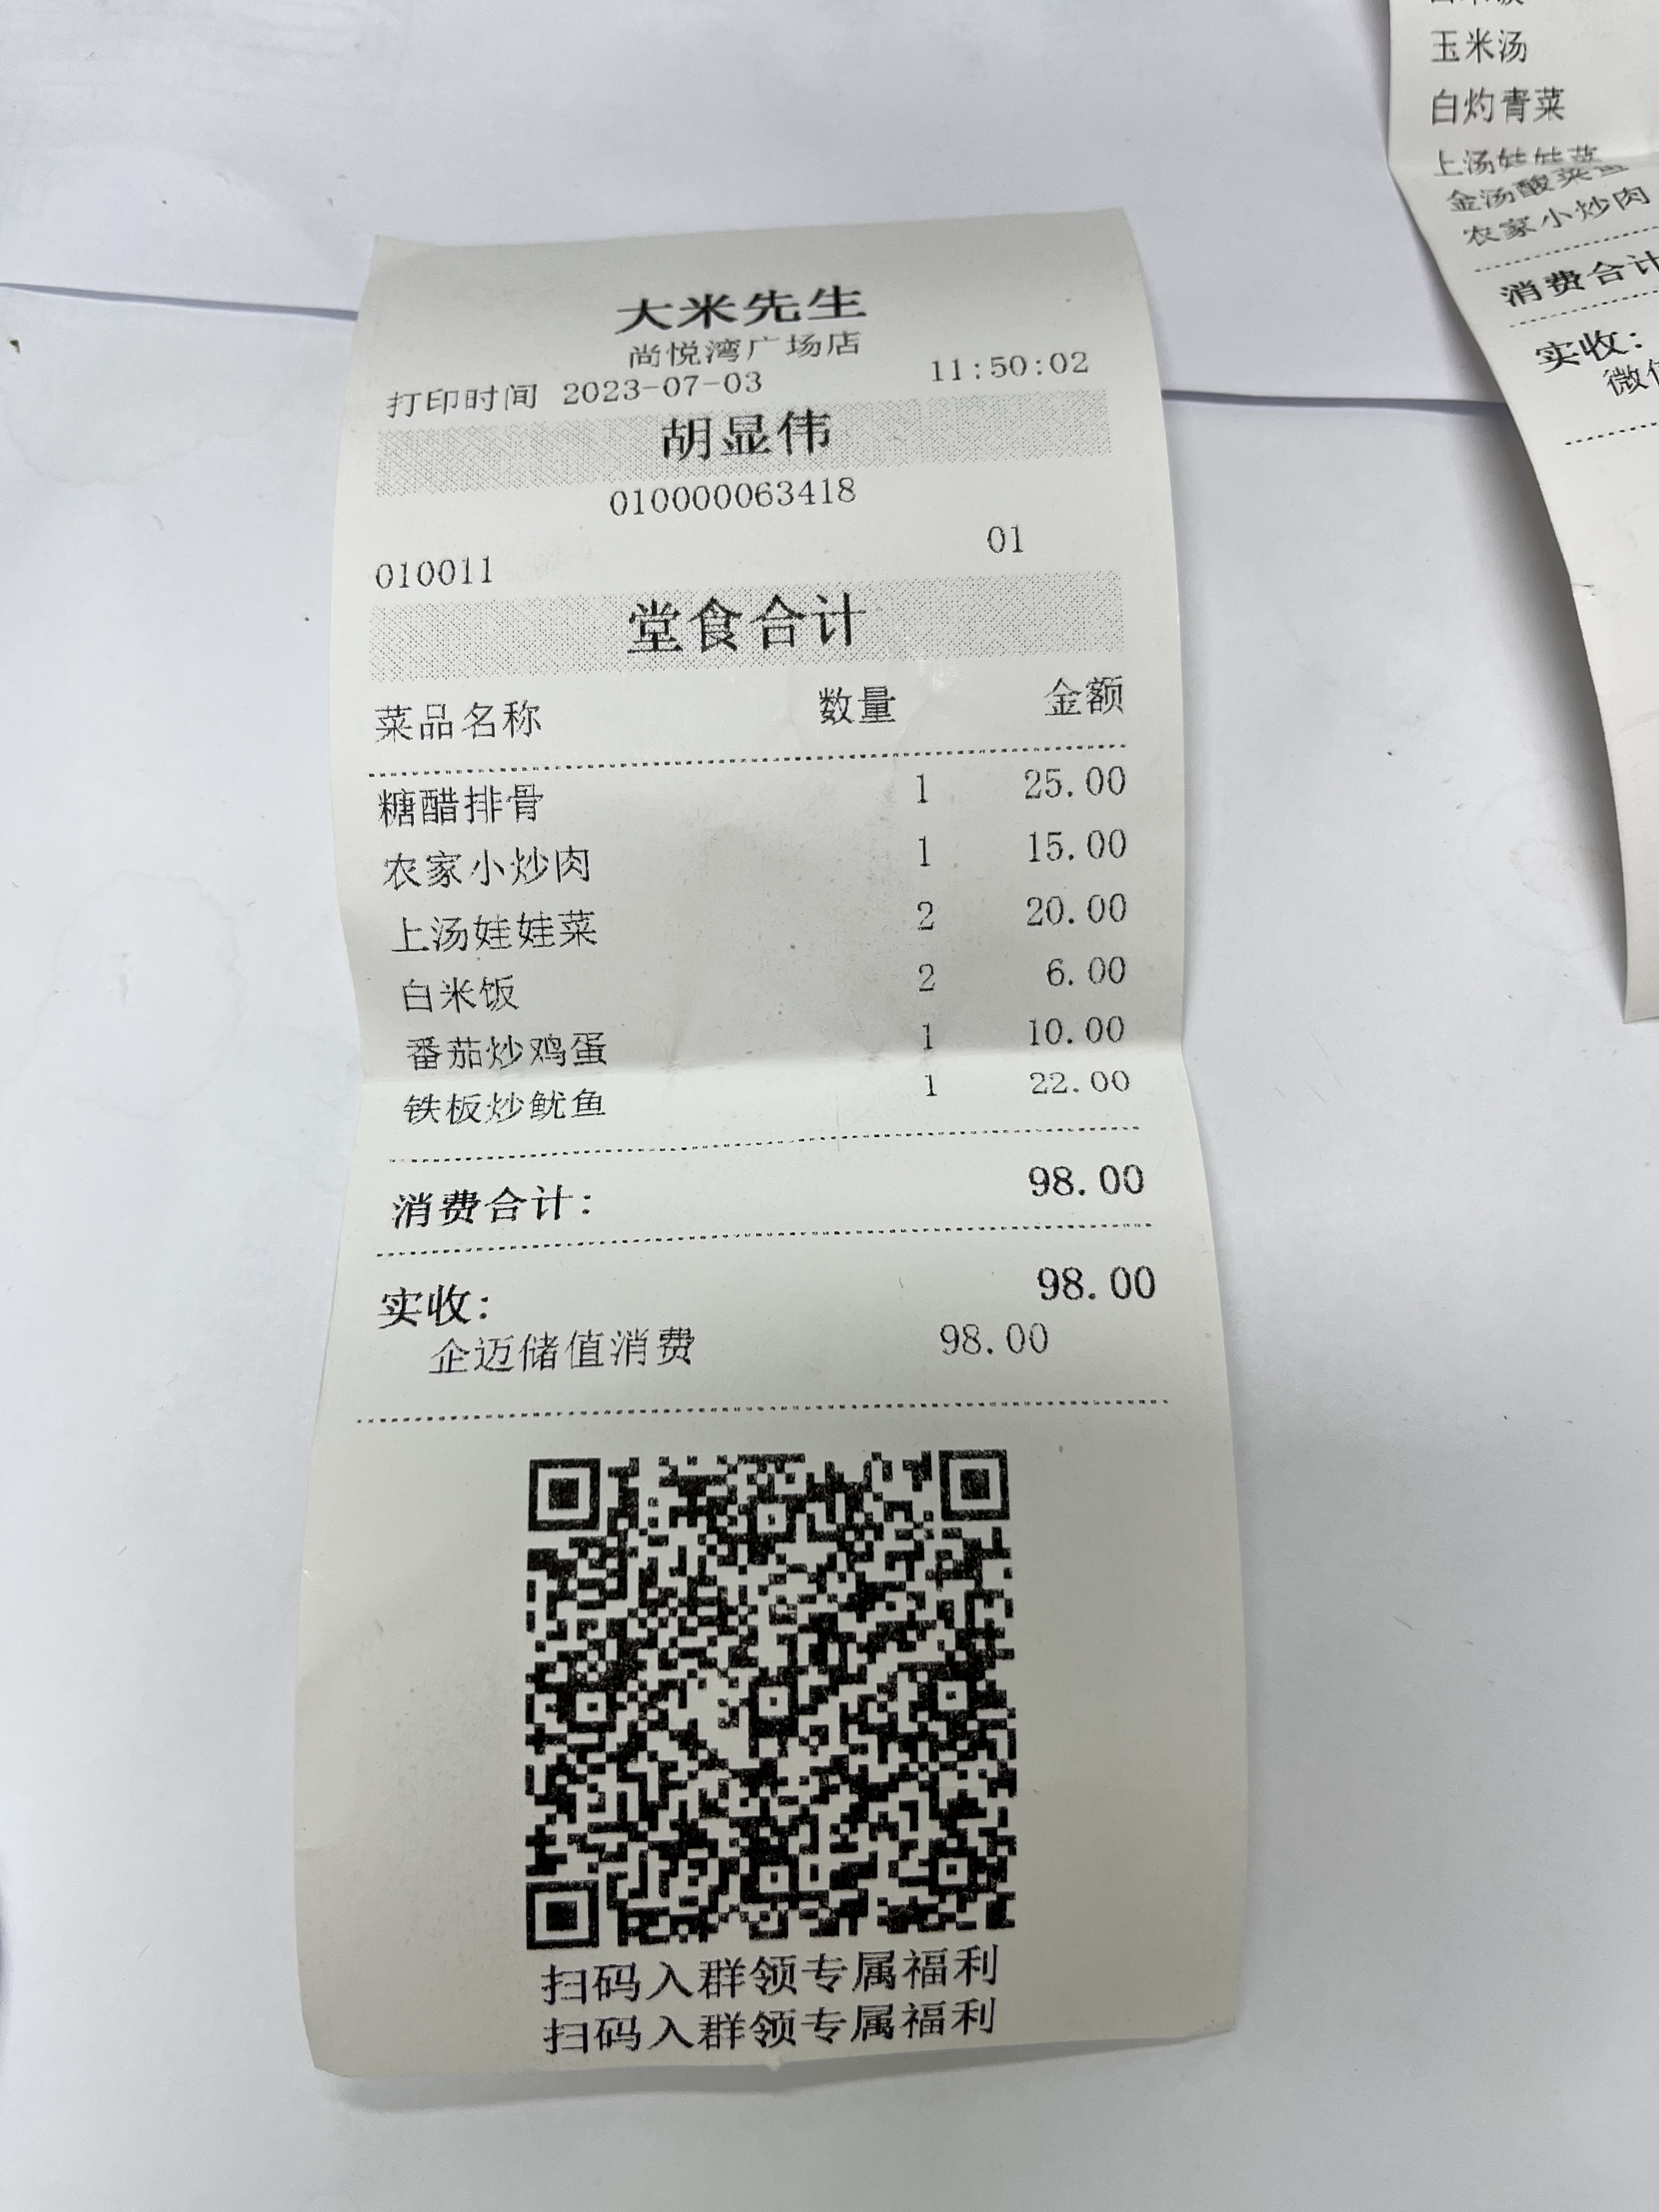 大米先生
尚悦湾广场店
打印时间 2023-07-03 11:50:02
胡显伟
010000063418
010011 01
堂食合计
菜品名称 数量 金额
糖醋排骨 1 25.00
农家小炒肉 1 15.00
上汤娃娃菜 2 20.00
白米饭 2 6.00
番茄炒鸡蛋 1 10.00
铁板炒鱿鱼 1 22.00
消费合计: 98.00
实收: 98.00
企迈储值消费 98.00
扫码入群领专属福利
扫码入群领专属福利
玉米汤
白灼青菜
上汤娃娃菜
金汤酸菜鱼
农家小炒肉
消费合计
实收: